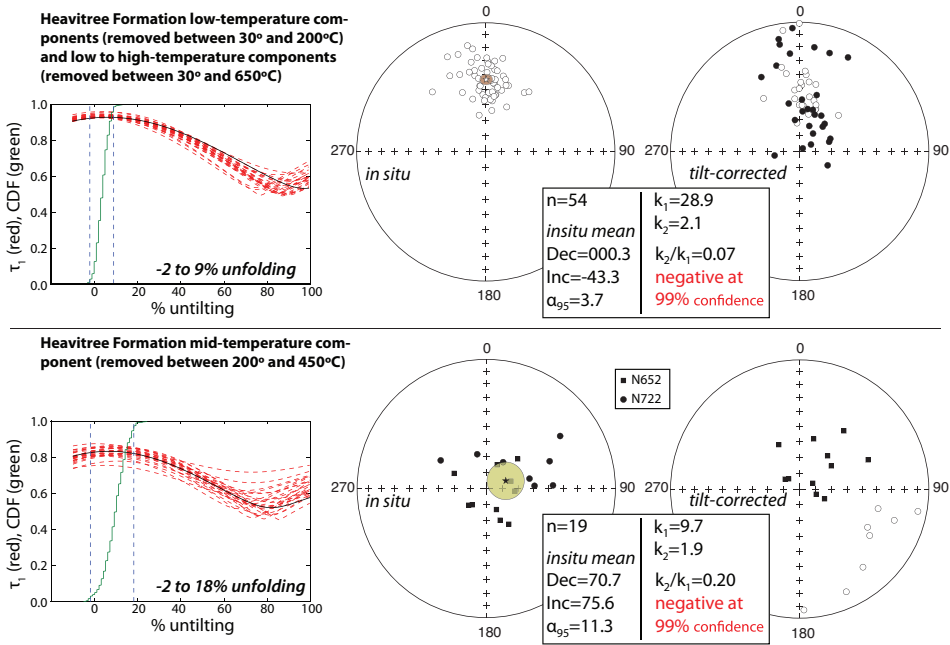 Heavitree Formation low-temperature com-
ponents (removed between 30º and 200ºC)
and low to high-temperature components
(removed between 30º and 650ºC)
τ1 (red), CDF (green)
1.0
0.8
0.6
0.4
0.2
0.0
-2 to 9% unfolding
0 20 40 60 80 100
% untilting
0
270
in situ
180
0
270
90
tilt-corrected
180
n=54
insitu mean
Dec=000.3
Inc=-43.3
α95=3.7
k1=28.9
k2=2.1
k2/k1=0.07
negative at
99% confidence
Heavitree Formation mid-temperature com-
ponent (removed between 200º and 450ºC)
τ1 (red), CDF (green)
1.0
0.8
0.6
0.4
0.2
0.0
-2 to 18% unfolding
0 20 40 60 80 100
% untilting
0
270
90
in situ
180
N652
N722
0
270
90
tilt-corrected
180
n=19
insitu mean
Dec=70.7
Inc=75.6
α95=11.3
k1=9.7
k2=1.9
k2/k1=0.20
negative at
99% confidence